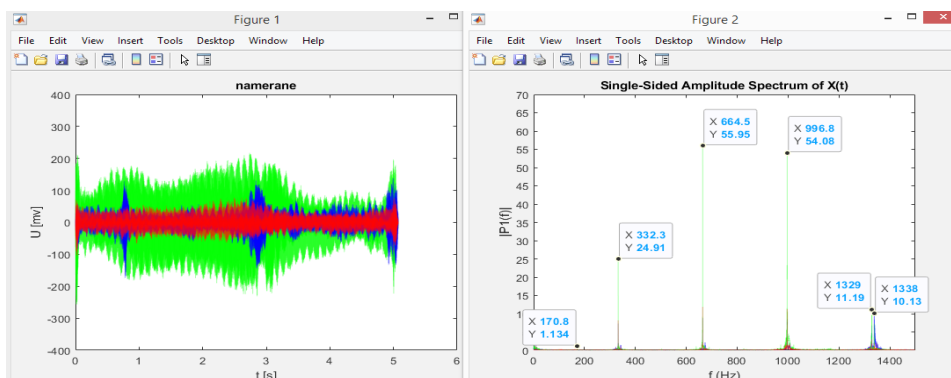 Figure 1
File Edit View Insert Tools Desktop Window Help
namerane
400
300
200
100
0
-100
-200
-300
-400
U [mv]
0 1 2 3 4 5 6
t [s]
Figure 2
File Edit View Insert Tools Desktop Window Help
Single-Sided Amplitude Spectrum of X(t)
70
65
60
55
50
45
40
35
30
25
20
15
10
5
0
|P1(f)|
X 664.5
Y 55.95
X 996.8
Y 54.08
X 332.3
Y 24.91
X 1329
Y 11.19
X 1338
Y 10.13
X 170.8
Y 1.134
200 400 600 800 1000 1200 1400
f (Hz)